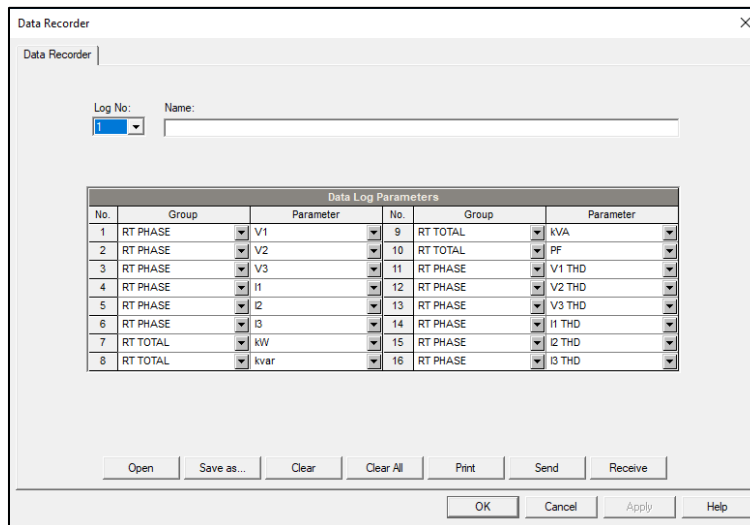 Data Recorder
Data Recorder
Log No: Name:
1
Data Log Parameters
No. Group Parameter No. Group Parameter
1 RT PHASE V1 9 RT TOTAL kVA
2 RT PHASE V2 10 RT TOTAL PF
3 RT PHASE V3 11 RT PHASE V1 THD
4 RT PHASE I1 12 RT PHASE V2 THD
5 RT PHASE I2 13 RT PHASE V3 THD
6 RT PHASE I3 14 RT PHASE I1 THD
7 RT TOTAL kW 15 RT PHASE I2 THD
8 RT TOTAL kvar 16 RT PHASE I3 THD
Open Save as... Clear Clear All Print Send Receive
OK Cancel Apply Help